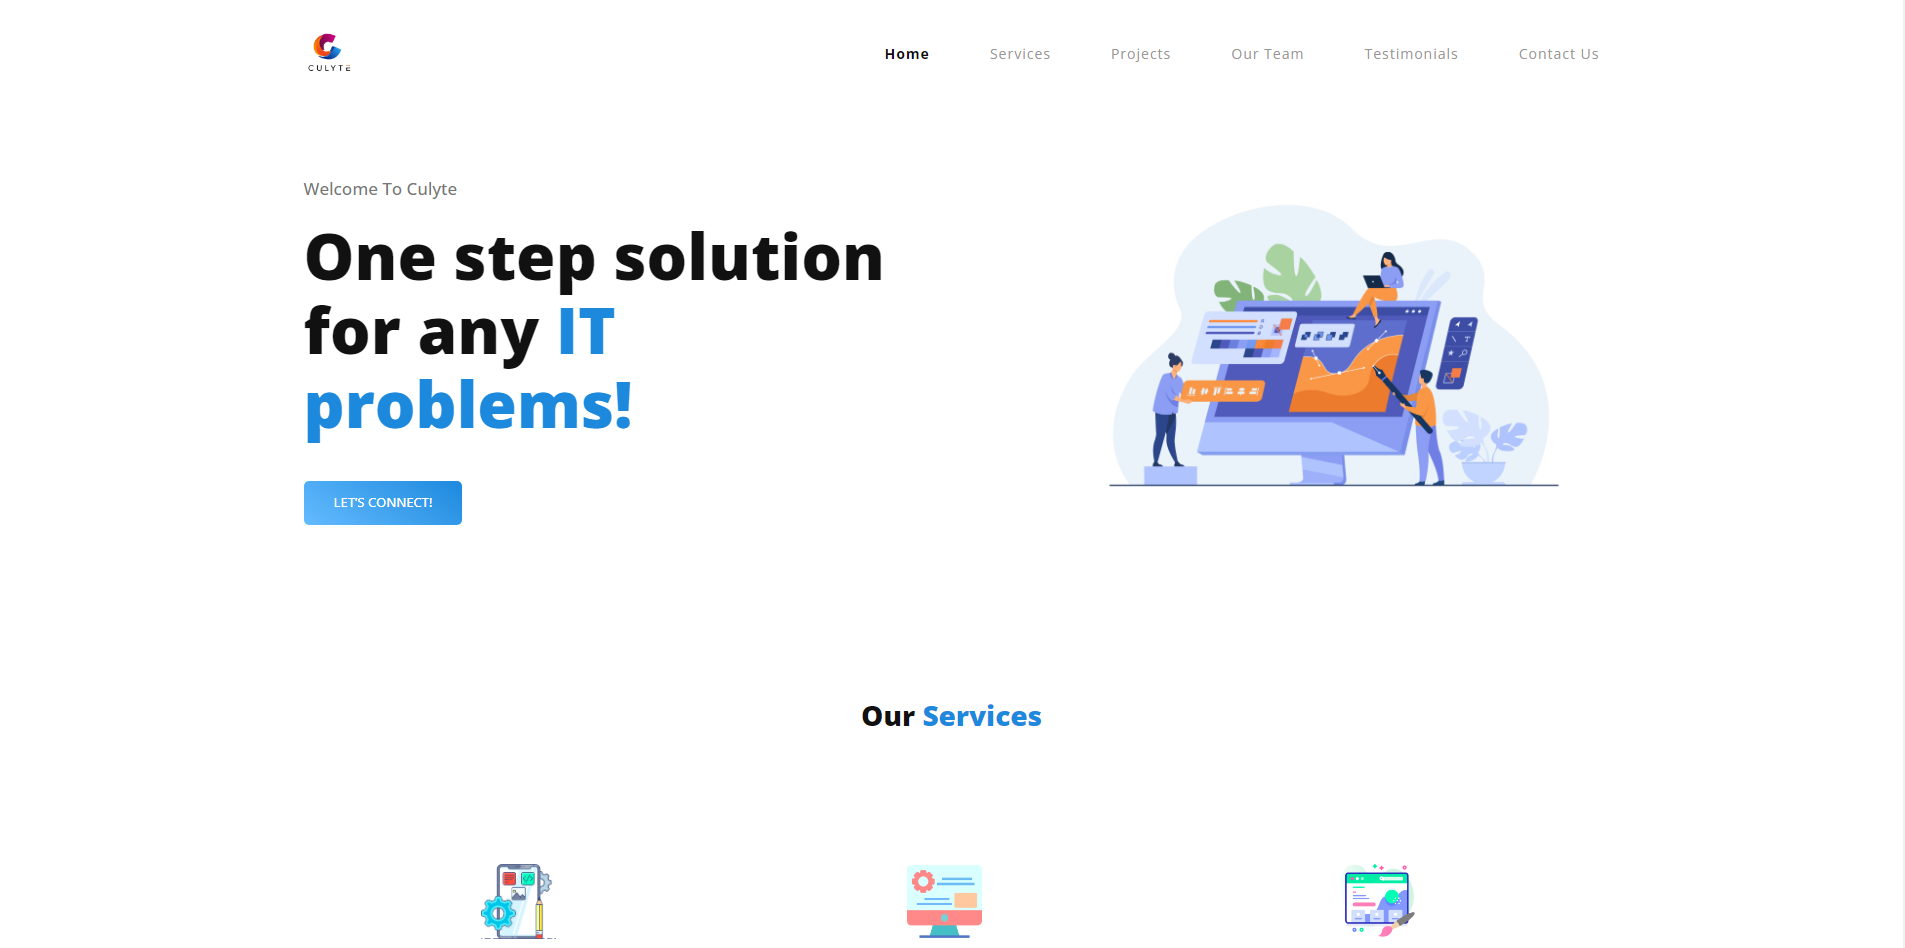 CULYTE
Home Services Projects Our Team Testimonials Contact Us
Welcome To Culyte
One step solution
for any IT
problems!
LET'S CONNECT!
Our Services